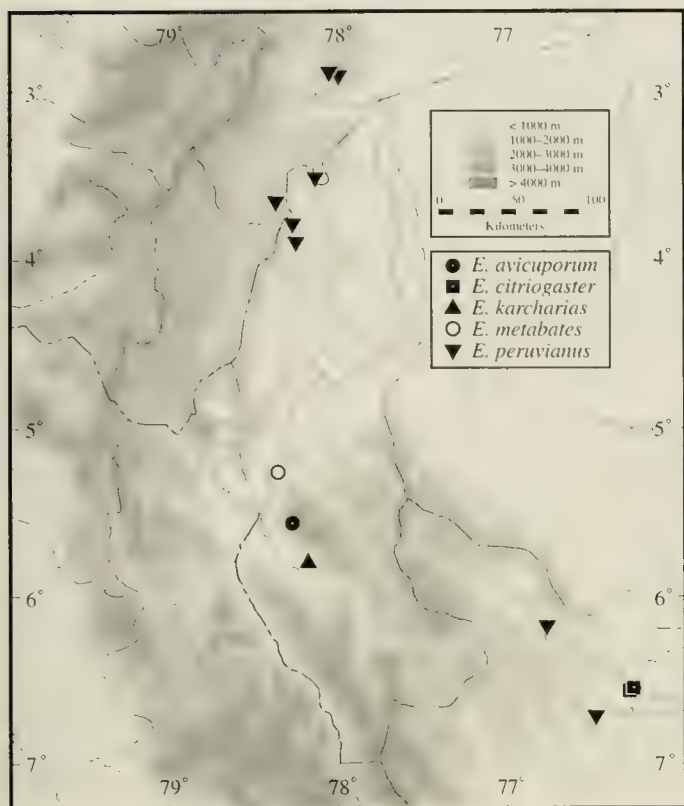 79° 78° 77
3° 3°
< 1000 m
1000–2000 m
2000–3000 m
3000–4000 m
> 4000 m
0 50 100
Kilometers
4° 4°
E. avicuporum
E. citriogaster
E. karcharias
E. metabates
E. peruvianus
5° 5°
6° 6°
7° 7°
79° 78° 77°